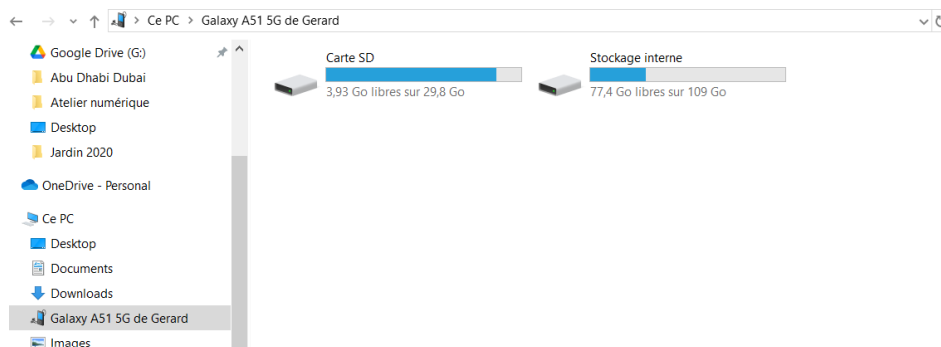 Ce PC > Galaxy A51 5G de Gerard
Google Drive (G:)
Abu Dhabi Dubai
Atelier numérique
Desktop
Jardin 2020
OneDrive - Personal
Ce PC
Desktop
Documents
Downloads
Galaxy A51 5G de Gerard
Images
Carte SD
3,93 Go libres sur 29,8 Go
Stockage interne
77,4 Go libres sur 109 Go